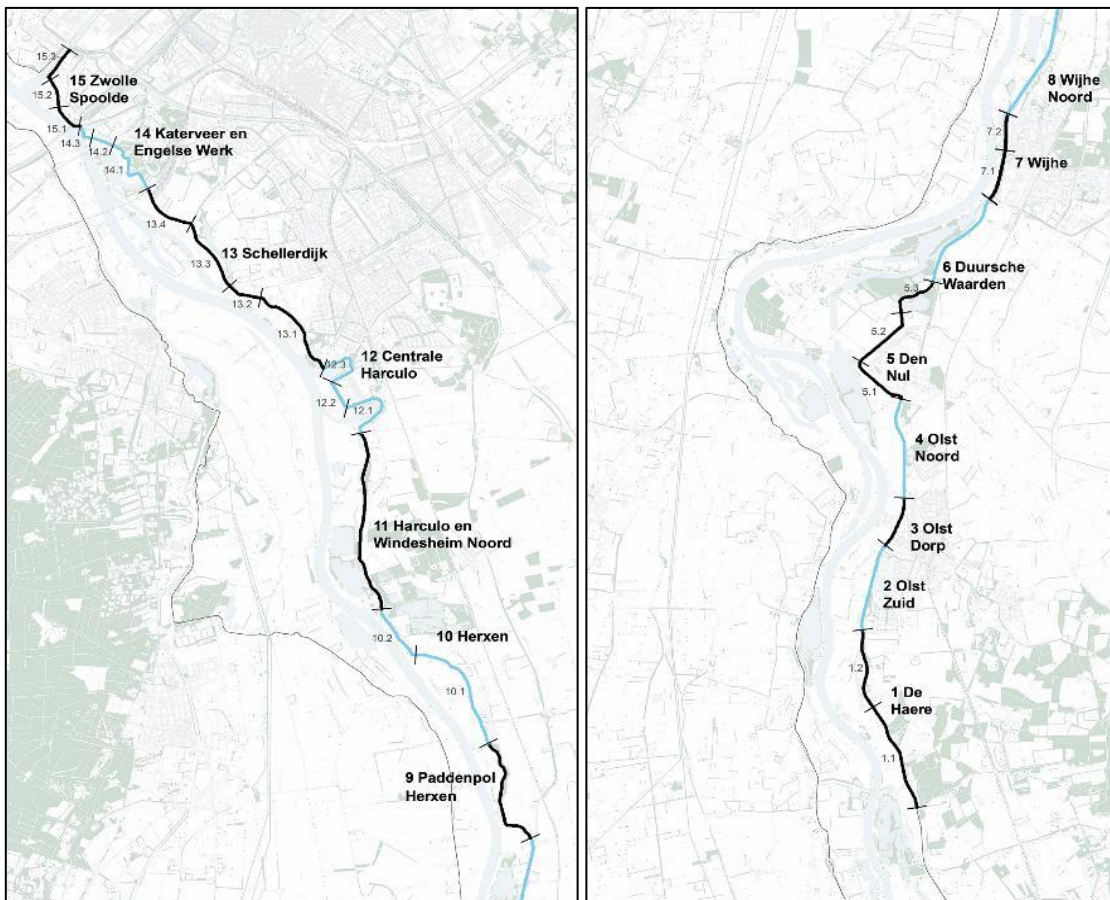 15.3
15 Zwolle
Spoolde
15.2
15.1
14 Katerveer en
Engelse Werk
14.3
14.2
14.1
13.4
13 Schellerdijk
13.3
13.2
13.1
12 Centrale
Harculo
12.3
12.2
12.1
11 Harculo en
Windesheim Noord
10.2
10 Herxen
10.1
9 Paddenpol
Herxen
8 Wijhe
Noord
7.2
7 Wijhe
7.1
6 Duursche
Waarden
5.3
5.2
5 Den
Nul
5.1
4 Olst
Noord
3 Olst
Dorp
2 Olst
Zuid
1.2
1 De
Haere
1.1